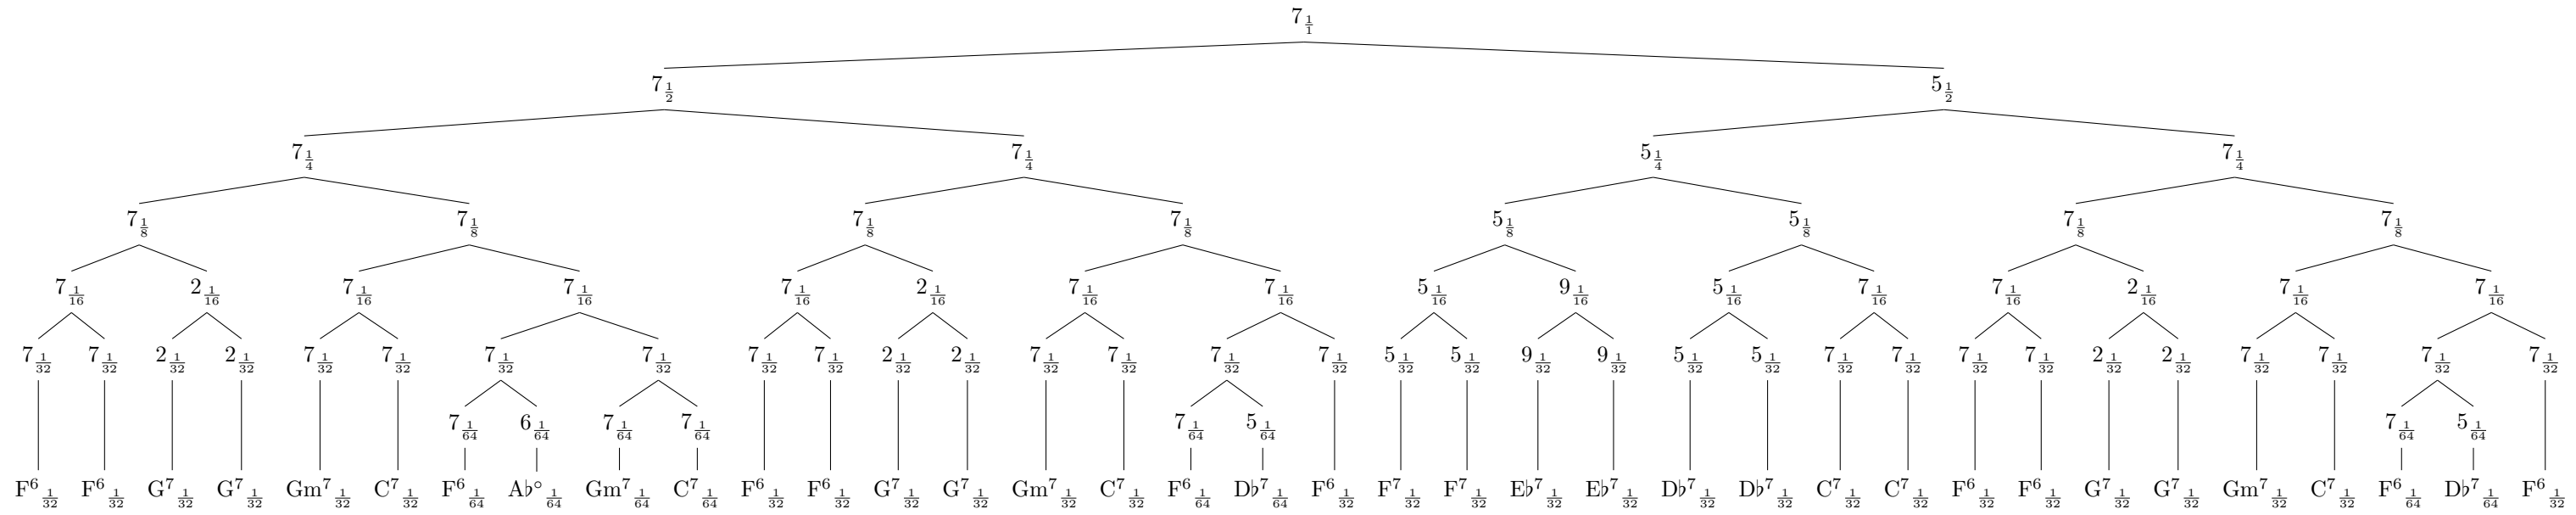 7 1/1
7 1/2 5 1/2
7 1/4 7 1/4 5 1/4 7 1/4
7 1/8 7 1/8 7 1/8 7 1/8 5 1/8 5 1/8 7 1/8 7 1/8
7 1/16 2 1/16 7 1/16 7 1/16 7 1/16 2 1/16 7 1/16 7 1/16 5 1/16 9 1/16 5 1/16 7 1/16 7 1/16 2 1/16 7 1/16 7 1/16
7 1/32 7 1/32 2 1/32 2 1/32 7 1/32 7 1/32 7 1/32 7 1/32 7 1/32 7 1/32 2 1/32 2 1/32 7 1/32 7 1/32 7 1/32 7 1/32 5 1/32 5 1/32 9 1/32 9 1/32 5 1/32 5 1/32 7 1/32 7 1/32 7 1/32 7 1/32 2 1/32 2 1/32 7 1/32 7 1/32 7 1/32 7 1/32
7 1/64 6 1/64 7 1/64 7 1/64 7 1/64 5 1/64 7 1/64 5 1/64
F⁶ 1/32 F⁶ 1/32 G⁷ 1/32 G⁷ 1/32 Gm⁷ 1/32 C⁷ 1/32 F⁶ 1/64 A♭° 1/64 Gm⁷ 1/64 C⁷ 1/64 F⁶ 1/32 F⁶ 1/32 G⁷ 1/32 G⁷ 1/32 Gm⁷ 1/32 C⁷ 1/32 F⁶ 1/64 D♭⁷ 1/64 F⁶ 1/32 F⁷ 1/32 F⁷ 1/32 E♭⁷ 1/32 E♭⁷ 1/32 D♭⁷ 1/32 D♭⁷ 1/32 C⁷ 1/32 C⁷ 1/32 F⁶ 1/32 F⁶ 1/32 G⁷ 1/32 G⁷ 1/32 Gm⁷ 1/32 C⁷ 1/32 F⁶ 1/64 D♭⁷ 1/64 F⁶ 1/32